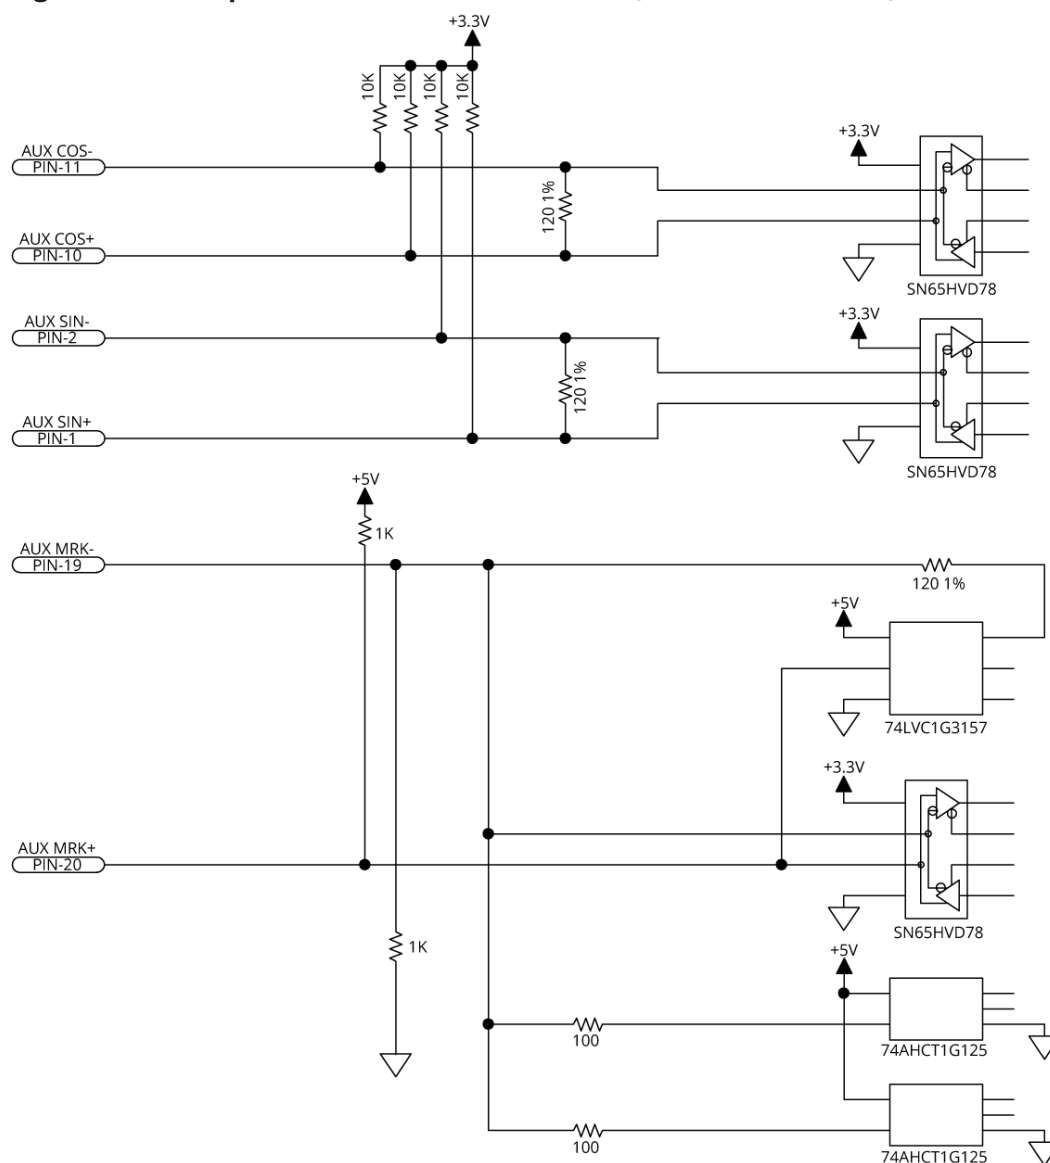 +3.3V
10K
10K
10K
10K
+3.3V
AUX COS-
PIN-11
120 1%
AUX COS+
PIN-10
SN65HVD78
AUX SIN-
PIN-2
+3.3V
120 1%
AUX SIN+
PIN-1
SN65HVD78
+5V
1K
AUX MRK-
PIN-19
120 1%
+5V
74LVC1G3157
+3.3V
AUX MRK+
PIN-20
SN65HVD78
1K
+5V
100
74AHCT1G125
100
74AHCT1G125